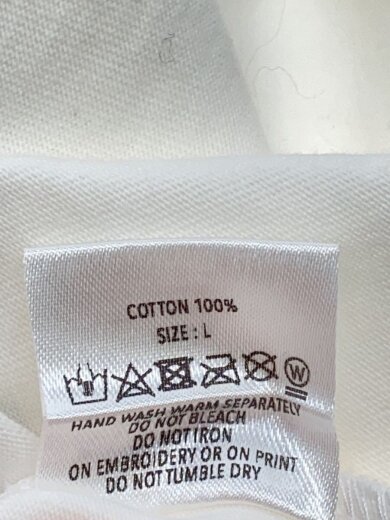 COTTON 100%
SIZE : L
W
HAND WASH WARM SEPARATELY
DO NOT BLEACH
DO NOT IRON
ON EMBROIDERY OR ON PRINT
DO NOT TUMBLE DRY